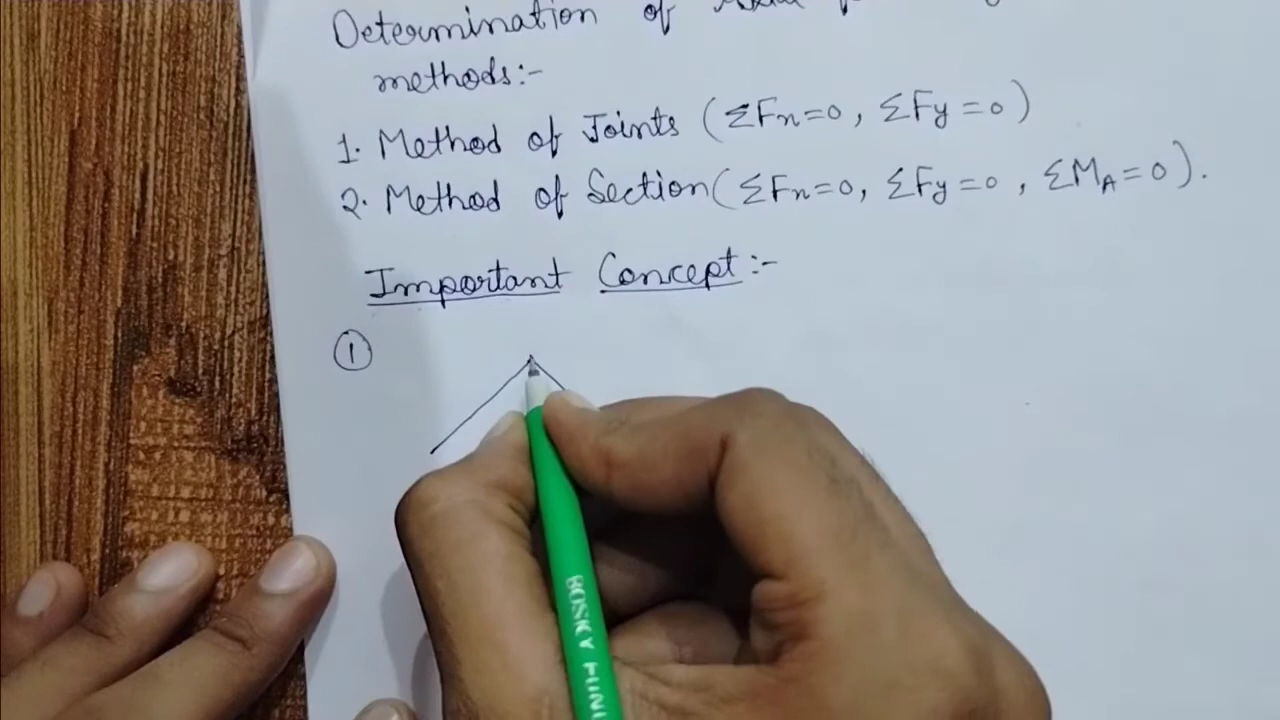 Determination of
methods:-
1. Method of Joints (ΣFx=0, ΣFy=0)
2. Method of Section (ΣFx=0, ΣFy=0, ΣM_A=0).
Important Concept:-
①
BOSKY